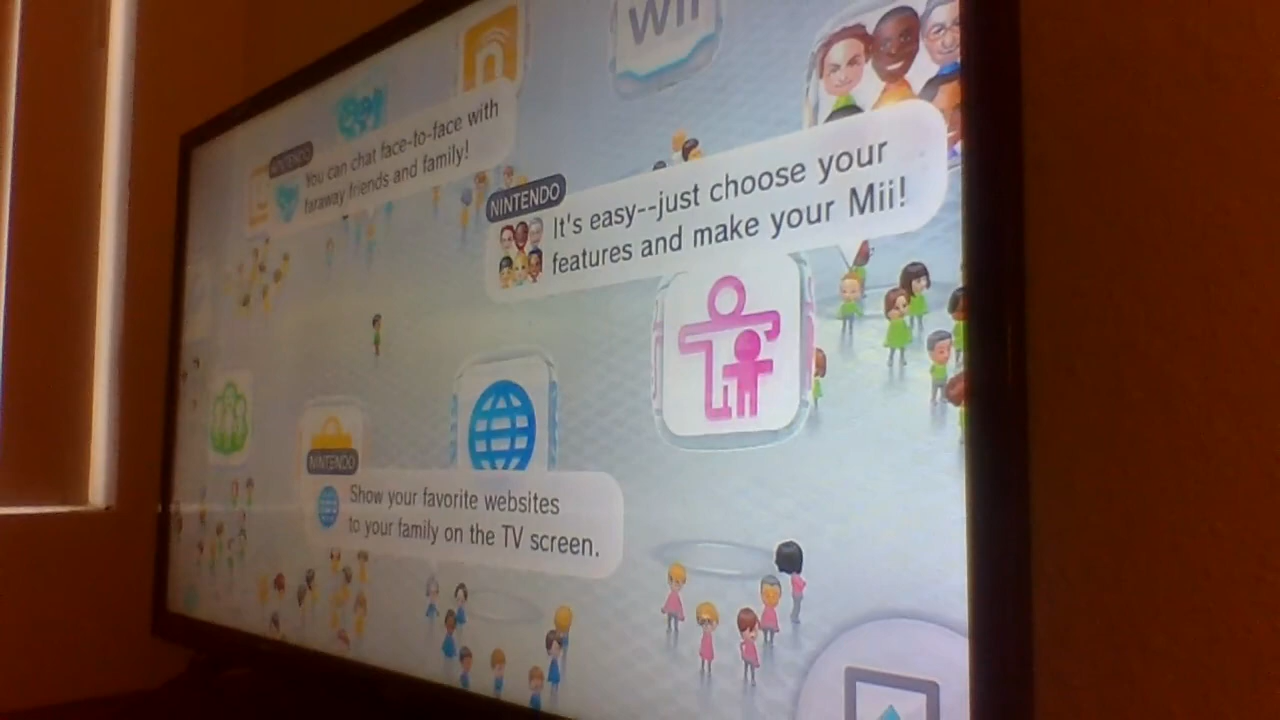 Wii
NINTENDO
You can chat face-to-face with
faraway friends and family!
NINTENDO
It's easy--just choose your
features and make your Mii!
NINTENDO
Show your favorite websites
to your family on the TV screen.